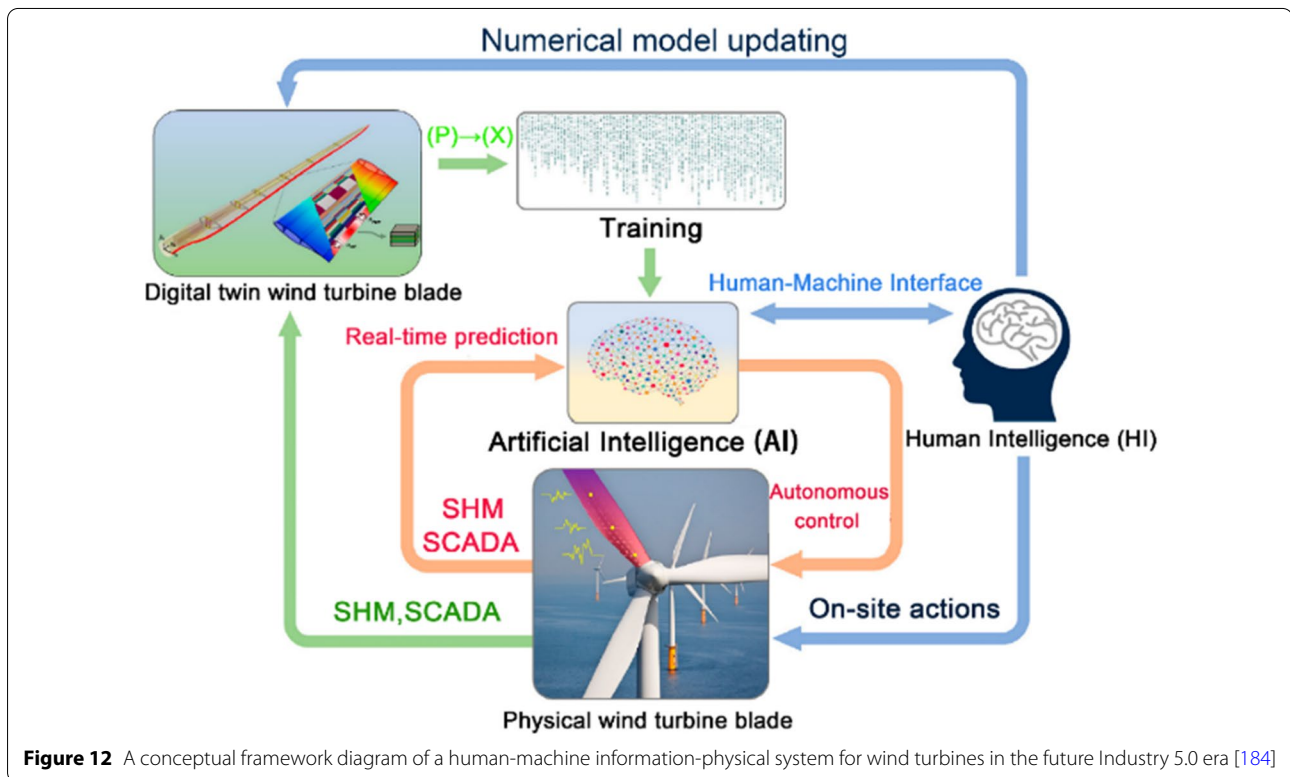 Numerical model updating
(P)→(X)
Training
Digital twin wind turbine blade
Human-Machine Interface
Real-time prediction
Artificial Intelligence (AI)
Human Intelligence (HI)
SHM
SCADA
Autonomous
control
SHM,SCADA
On-site actions
Physical wind turbine blade
Figure 12 A conceptual framework diagram of a human-machine information-physical system for wind turbines in the future Industry 5.0 era [184]